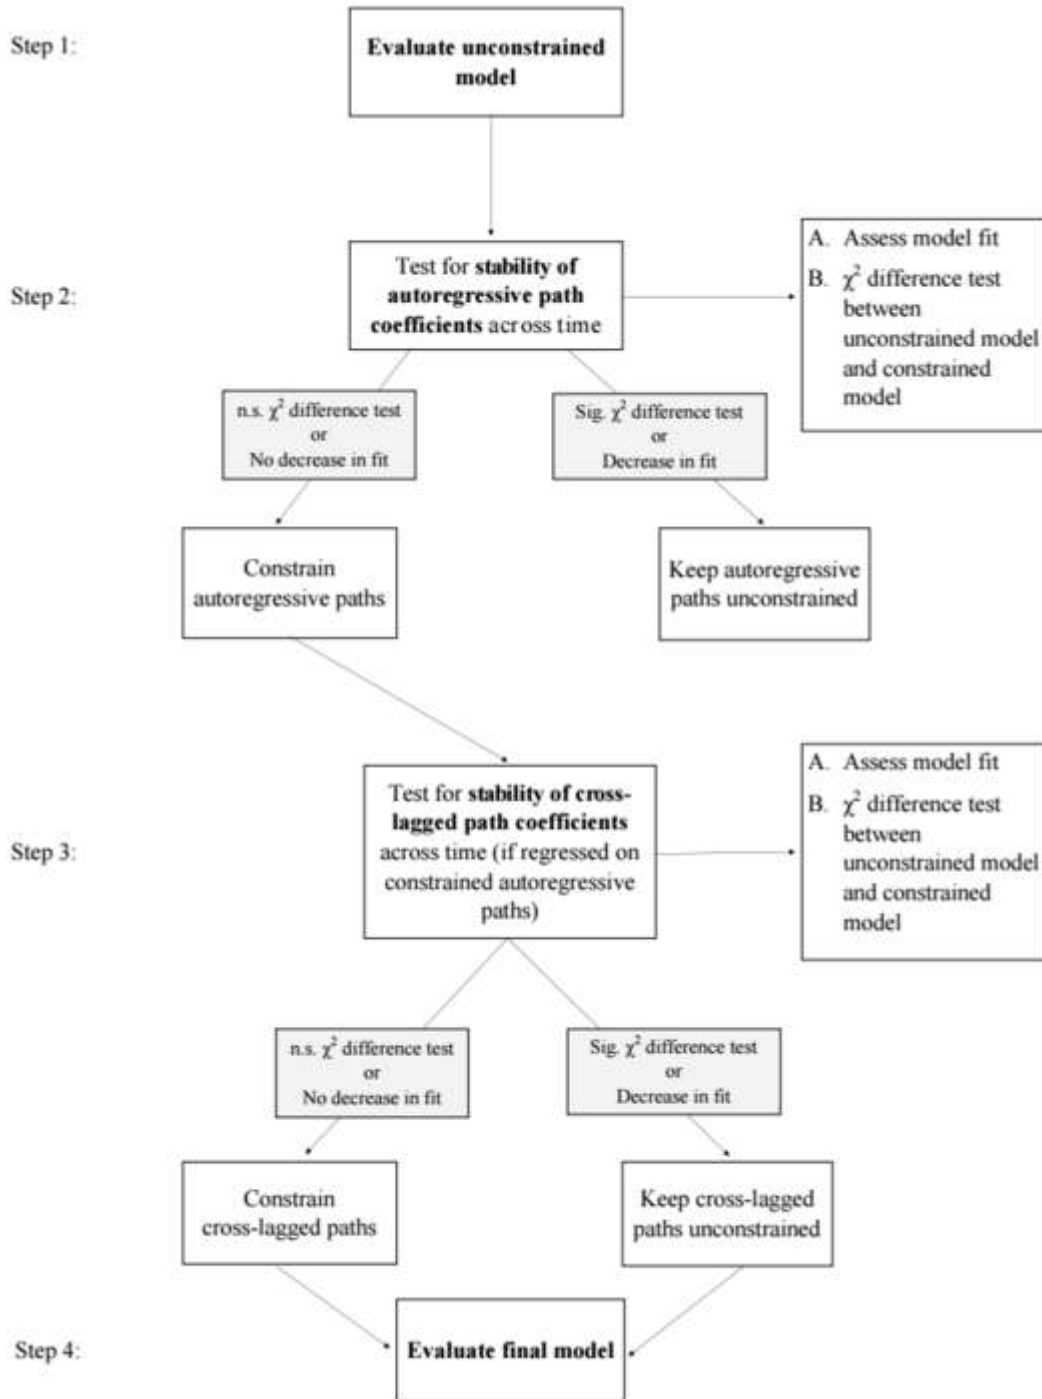 Step 1:
Evaluate unconstrained
model
Step 2:
Test for stability of
autoregressive path
coefficients across time
A. Assess model fit
B. χ² difference test
between
unconstrained model
and constrained
model
n.s. χ² difference test
or
No decrease in fit
Sig. χ² difference test
or
Decrease in fit
Constrain
autoregressive paths
Keep autoregressive
paths unconstrained
Step 3:
Test for stability of cross-
lagged path coefficients
across time (if regressed on
constrained autoregressive
paths)
A. Assess model fit
B. χ² difference test
between
unconstrained model
and constrained
model
n.s. χ² difference test
or
No decrease in fit
Sig. χ² difference test
or
Decrease in fit
Constrain
cross-lagged paths
Keep cross-lagged
paths unconstrained
Step 4:
Evaluate final model